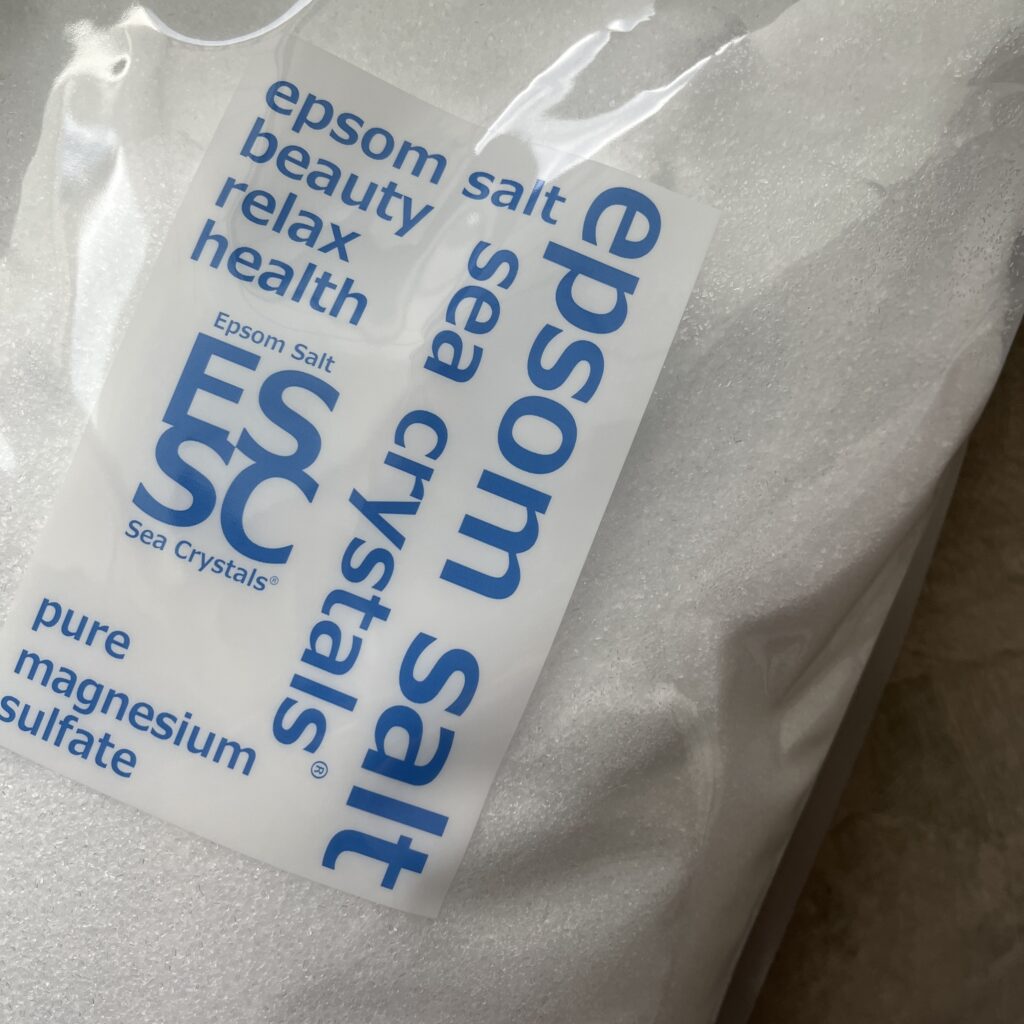 epsom salt
beauty
relax
health
Epsom Salt
ES
SC
Sea Crystals®
pure
magnesium
sulfate
epsom salt
sea crystals®